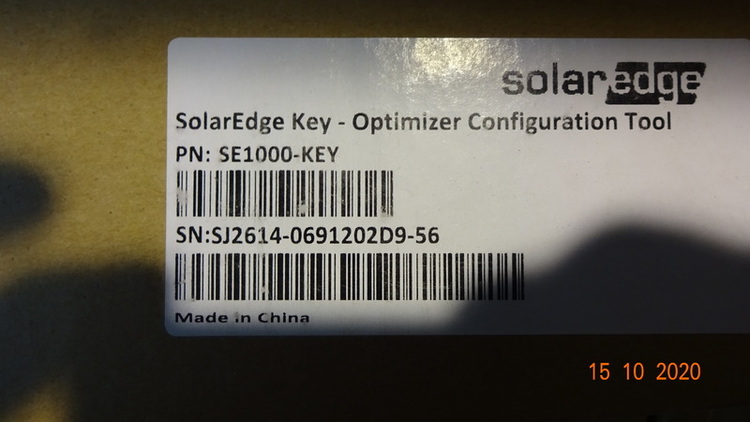 solaredge
SolarEdge Key - Optimizer Configuration Tool
PN: SE1000-KEY
SN:SJ2614-0691202D9-56
Made in China
15 10 2020